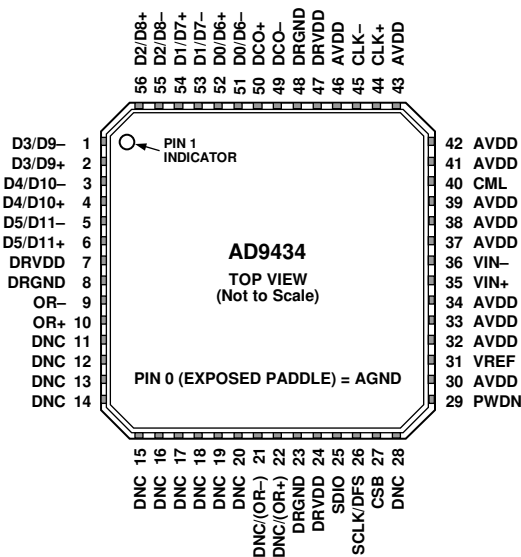 56 D2/D8+
55 D2/D8–
54 D1/D7+
53 D1/D7–
52 D0/D6+
51 D0/D6–
50 DCO+
49 DCO–
48 DRGND
47 DRVDD
46 AVDD
45 CLK–
44 CLK+
43 AVDD
D3/D9– 1
D3/D9+ 2
D4/D10– 3
D4/D10+ 4
D5/D11– 5
D5/D11+ 6
DRVDD 7
DRGND 8
OR– 9
OR+ 10
DNC 11
DNC 12
DNC 13
DNC 14
PIN 1
INDICATOR
AD9434
TOP VIEW
(Not to Scale)
PIN 0 (EXPOSED PADDLE) = AGND
42 AVDD
41 AVDD
40 CML
39 AVDD
38 AVDD
37 AVDD
36 VIN–
35 VIN+
34 AVDD
33 AVDD
32 AVDD
31 VREF
30 AVDD
29 PWDN
DNC 15
DNC 16
DNC 17
DNC 18
DNC 19
DNC 20
DNC/(OR–) 21
DNC/(OR+) 22
DRGND 23
DRVDD 24
SDIO 25
SCLK/DFS 26
CSB 27
DNC 28